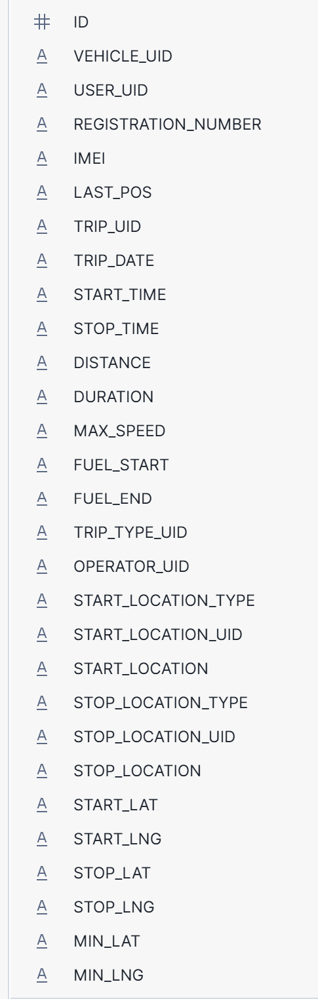 # ID
A VEHICLE_UID
A USER_UID
A REGISTRATION_NUMBER
A IMEI
A LAST_POS
A TRIP_UID
A TRIP_DATE
A START_TIME
A STOP_TIME
A DISTANCE
A DURATION
A MAX_SPEED
A FUEL_START
A FUEL_END
A TRIP_TYPE_UID
A OPERATOR_UID
A START_LOCATION_TYPE
A START_LOCATION_UID
A START_LOCATION
A STOP_LOCATION_TYPE
A STOP_LOCATION_UID
A STOP_LOCATION
A START_LAT
A START_LNG
A STOP_LAT
A STOP_LNG
A MIN_LAT
A MIN_LNG